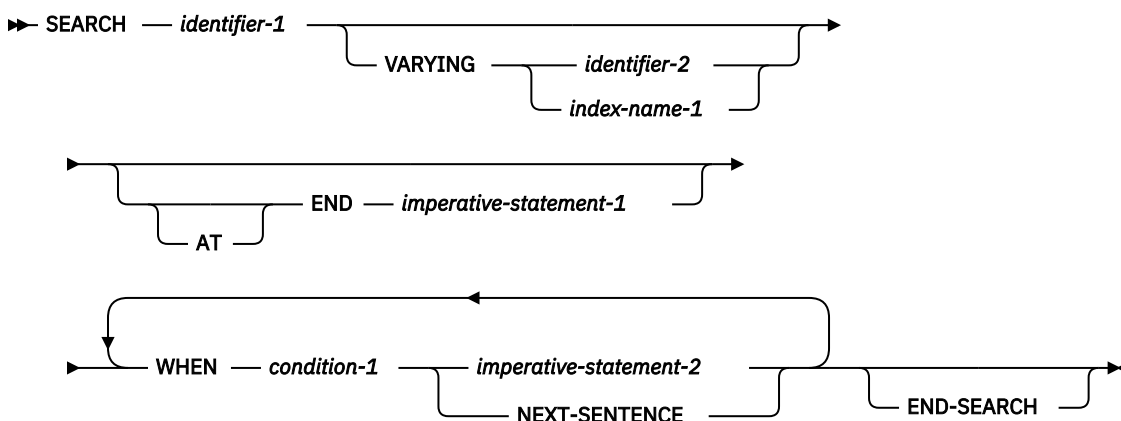 SEARCH identifier-1
VARYING identifier-2
index-name-1
END imperative-statement-1
AT
WHEN condition-1 imperative-statement-2
NEXT-SENTENCE END-SEARCH